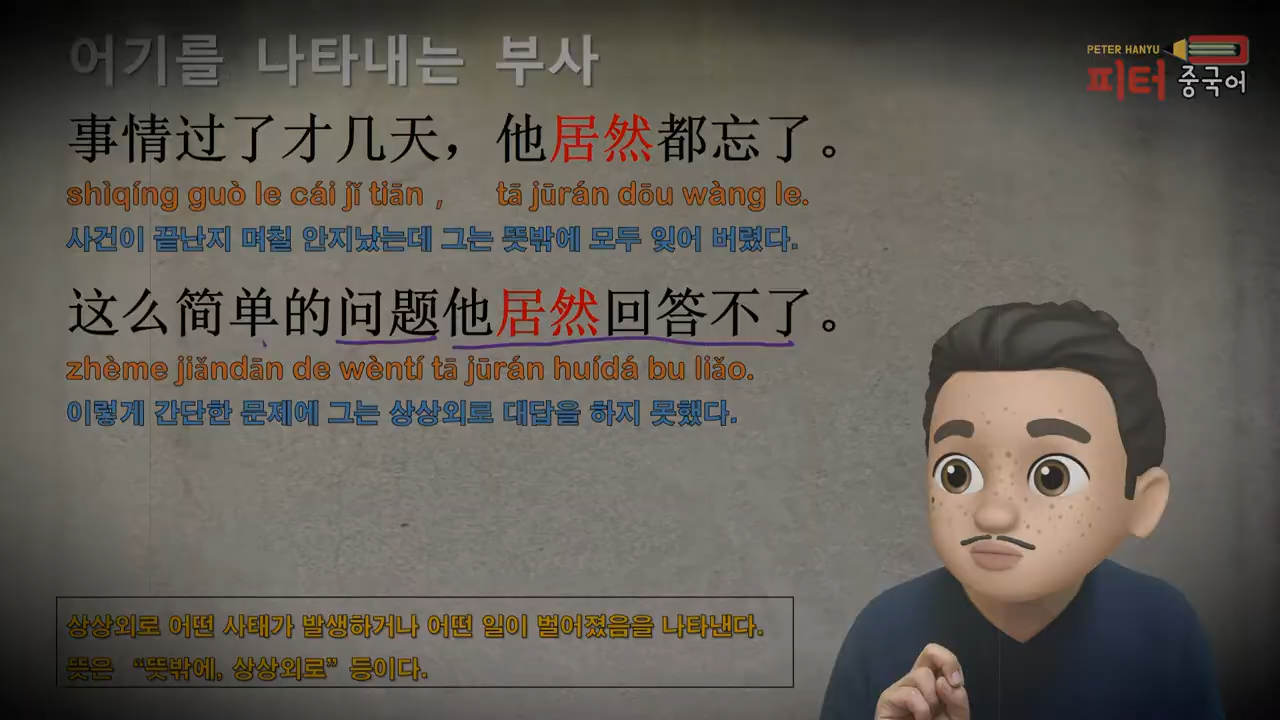 어기를 나타내는 부사
PETER HANYU
피터 중국어
事情过了才几天，他居然都忘了。
shìqíng guò le cái jǐ tiān， tā jūrán dōu wàng le.
사건이 끝난지 며칠 안지났는데 그는 뜻밖에 모두 잊어 버렸다.
这么简单的问题他居然回答不了。
zhème jiǎndān de wèntí tā jūrán huídá bu liǎo.
이렇게 간단한 문제에 그는 상상외로 대답을 하지 못했다.
상상외로 어떤 사태가 발생하거나 어떤 일이 벌어졌음을 나타낸다.
뜻은 “뜻밖에, 상상외로” 등이다.